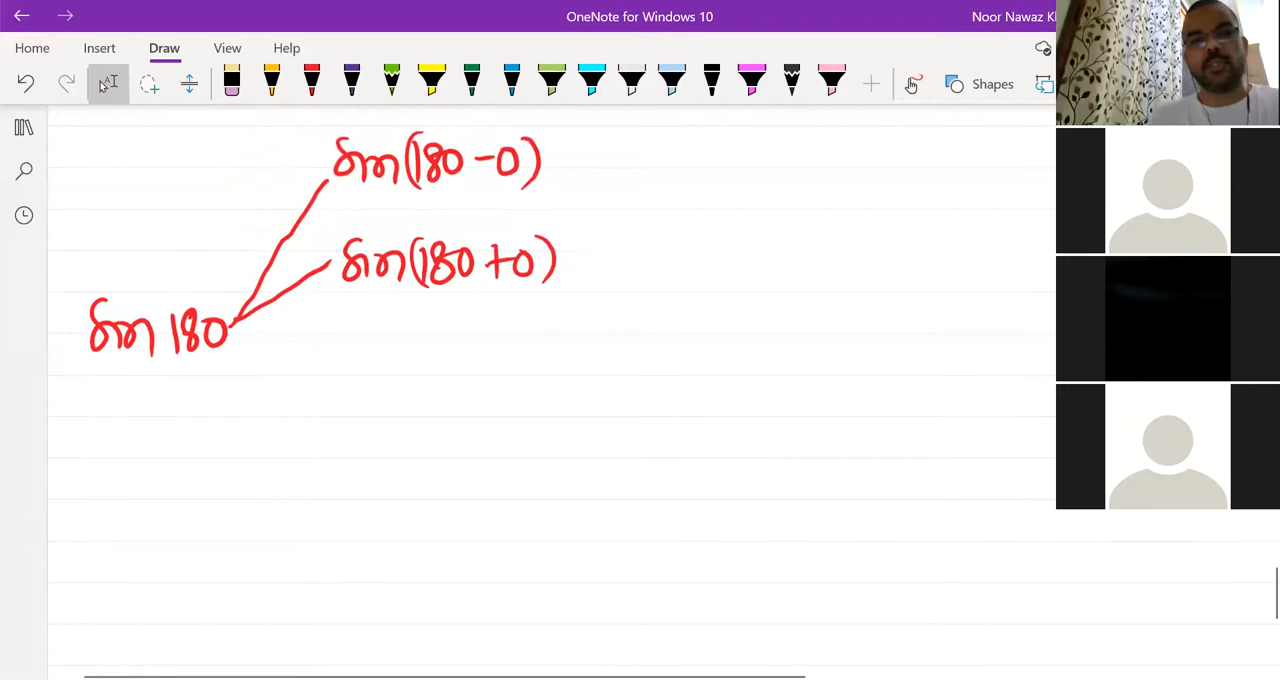 OneNote for Windows 10
Noor Nawaz Kh
Home Insert Draw View Help
Shapes
sin(180-0)
sin(180+0)
sin 180